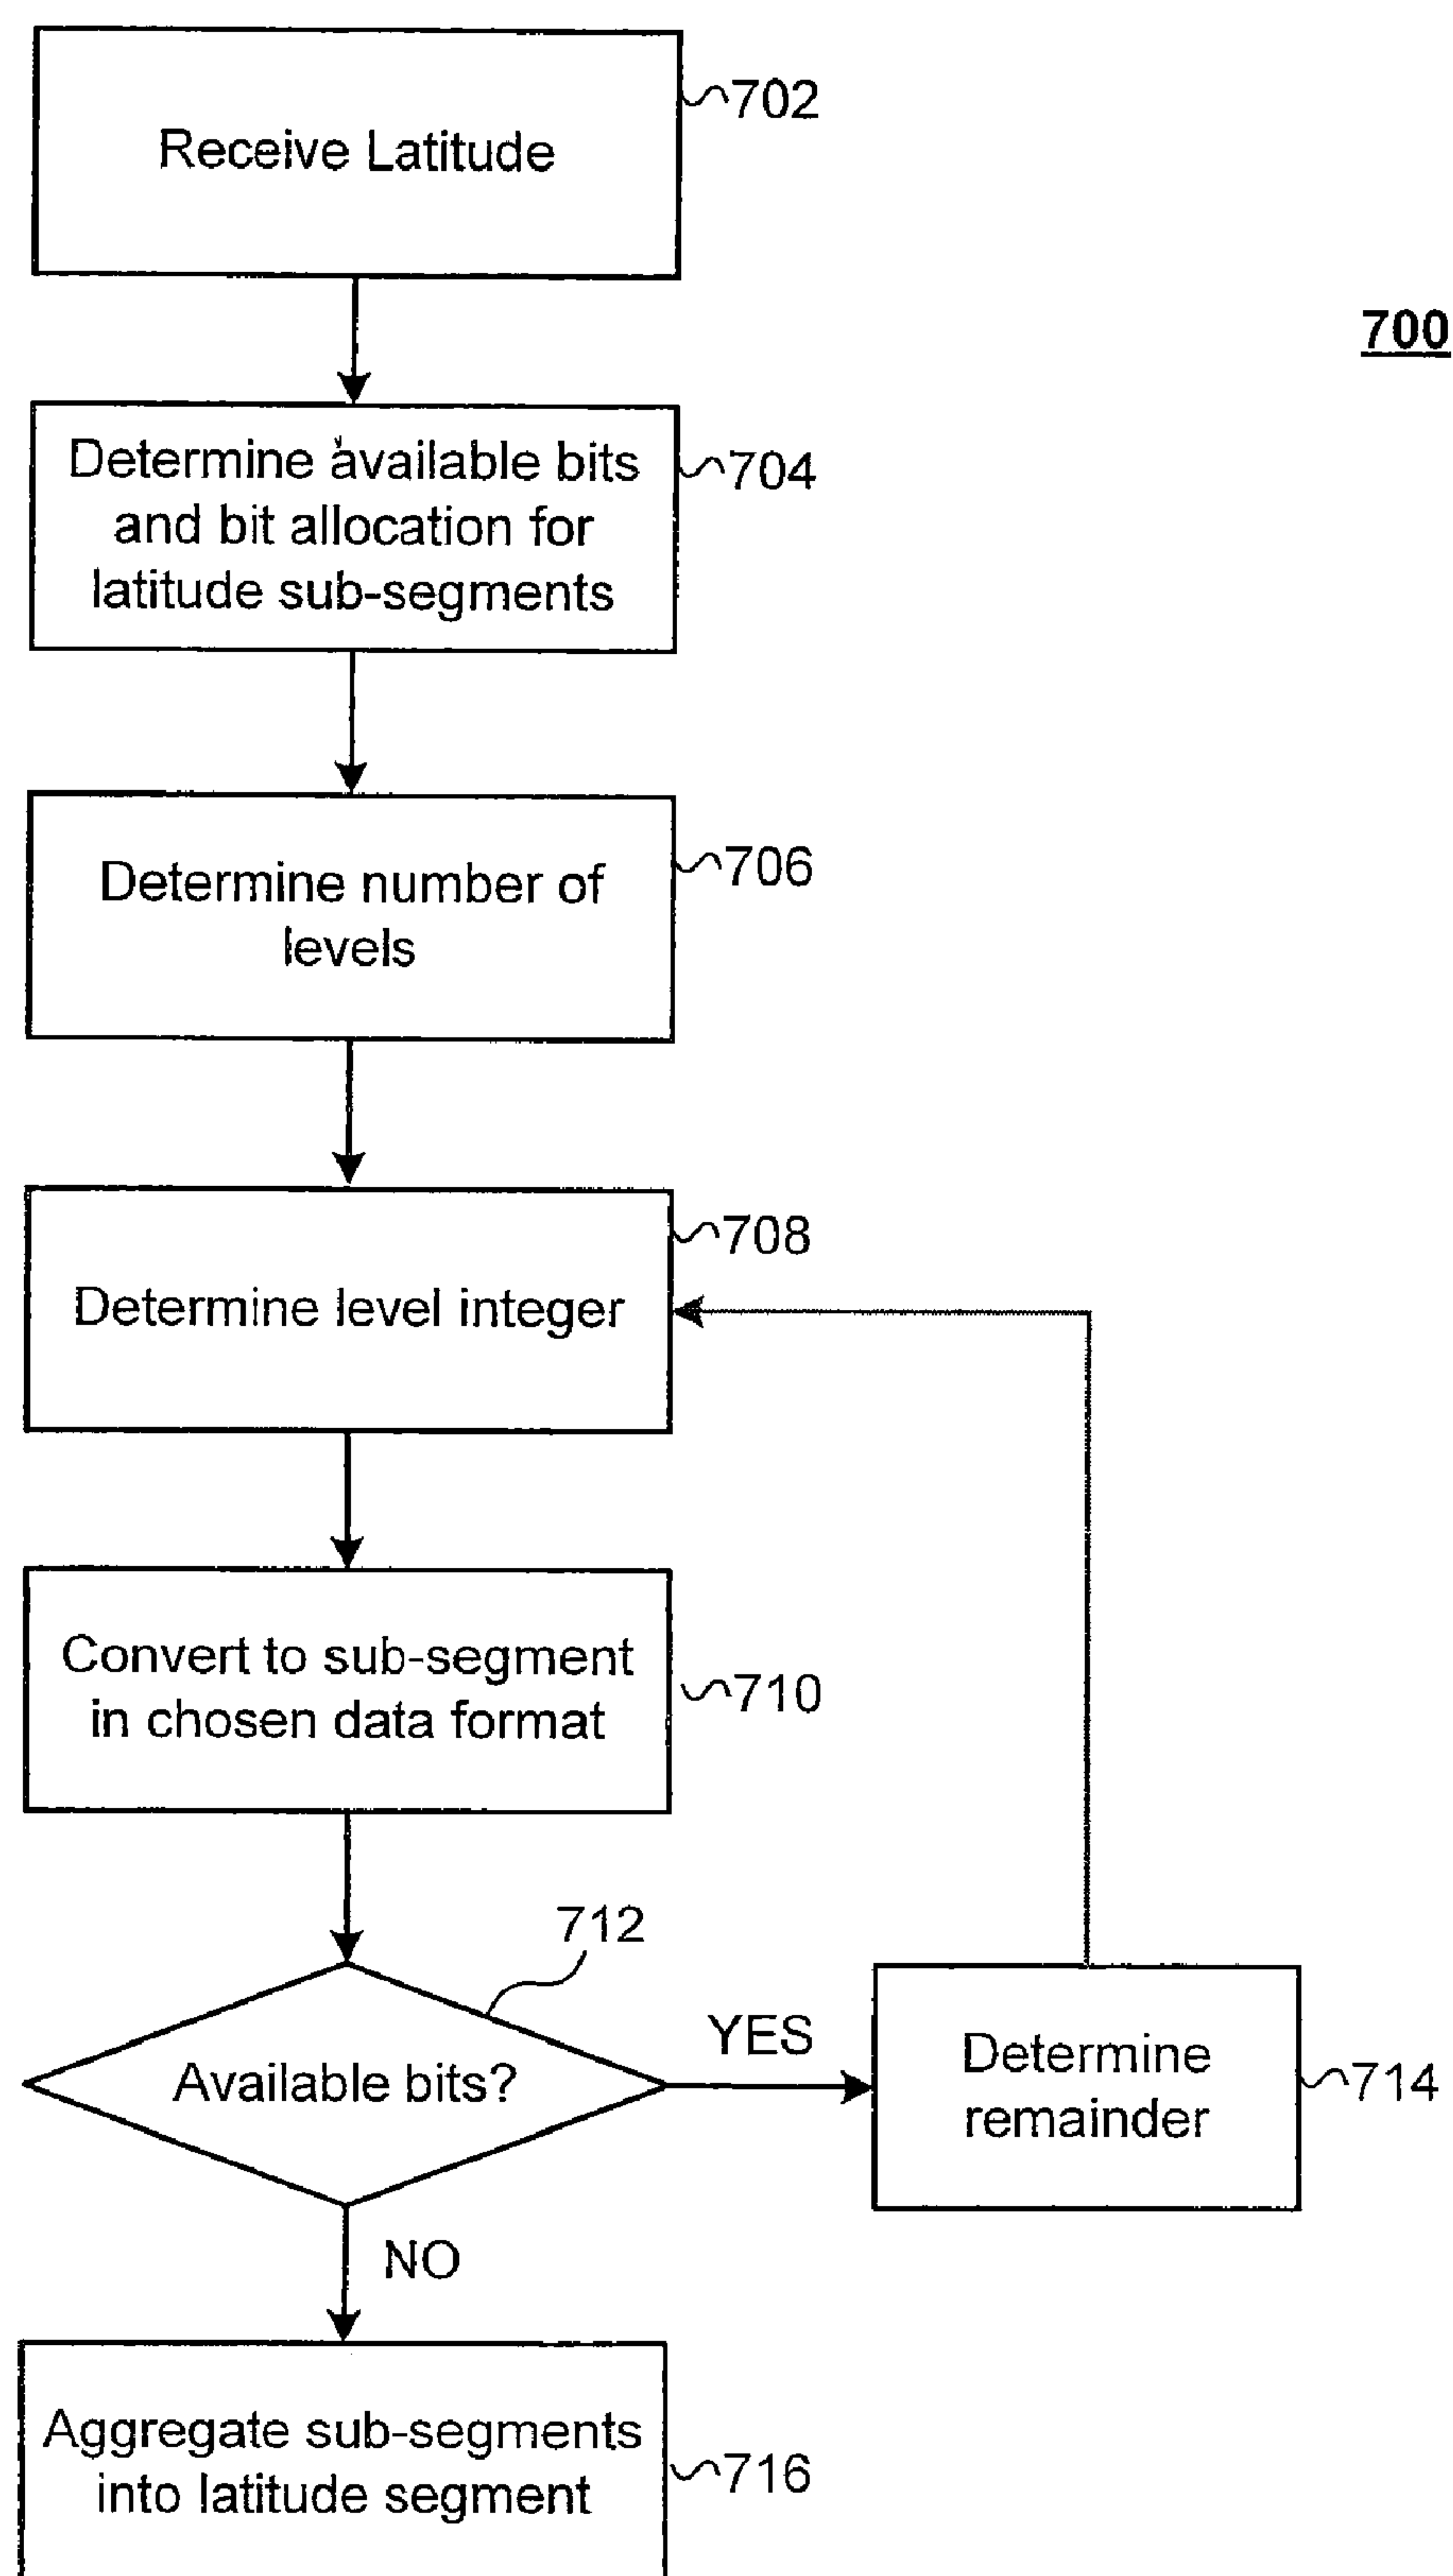 Receive Latitude
702
700
Determine available bits
and bit allocation for
latitude sub-segments
704
Determine number of
levels
706
Determine level integer
708
Convert to sub-segment
in chosen data format
710
712
Available bits?
YES
Determine
remainder
714
NO
Aggregate sub-segments
into latitude segment
716